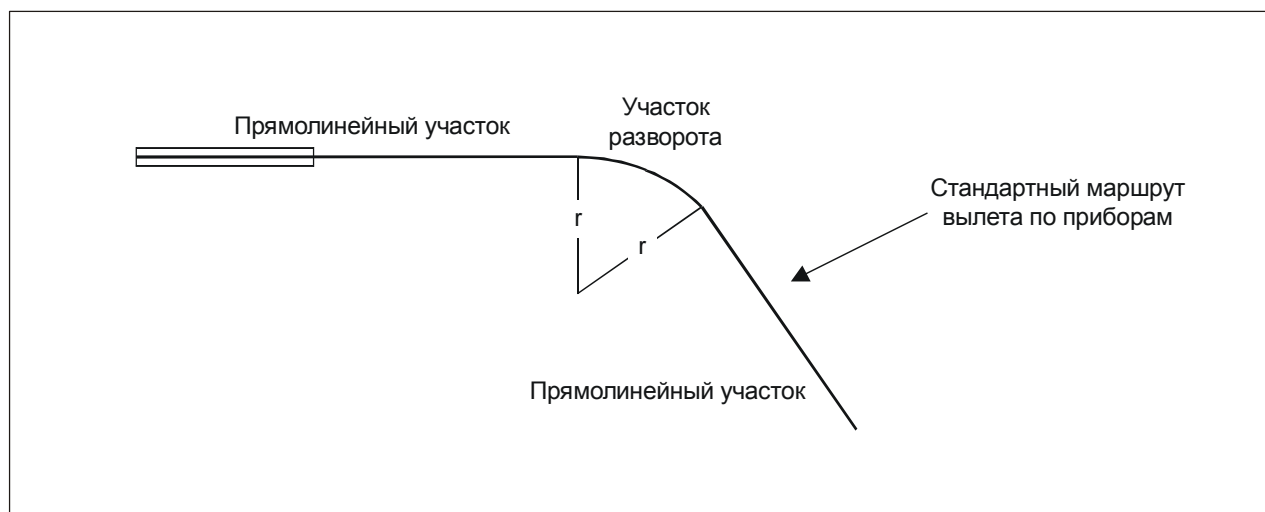 Прямолинейный участок
Участок
разворота
Стандартный маршрут
вылета по приборам
r
r
Прямолинейный участок